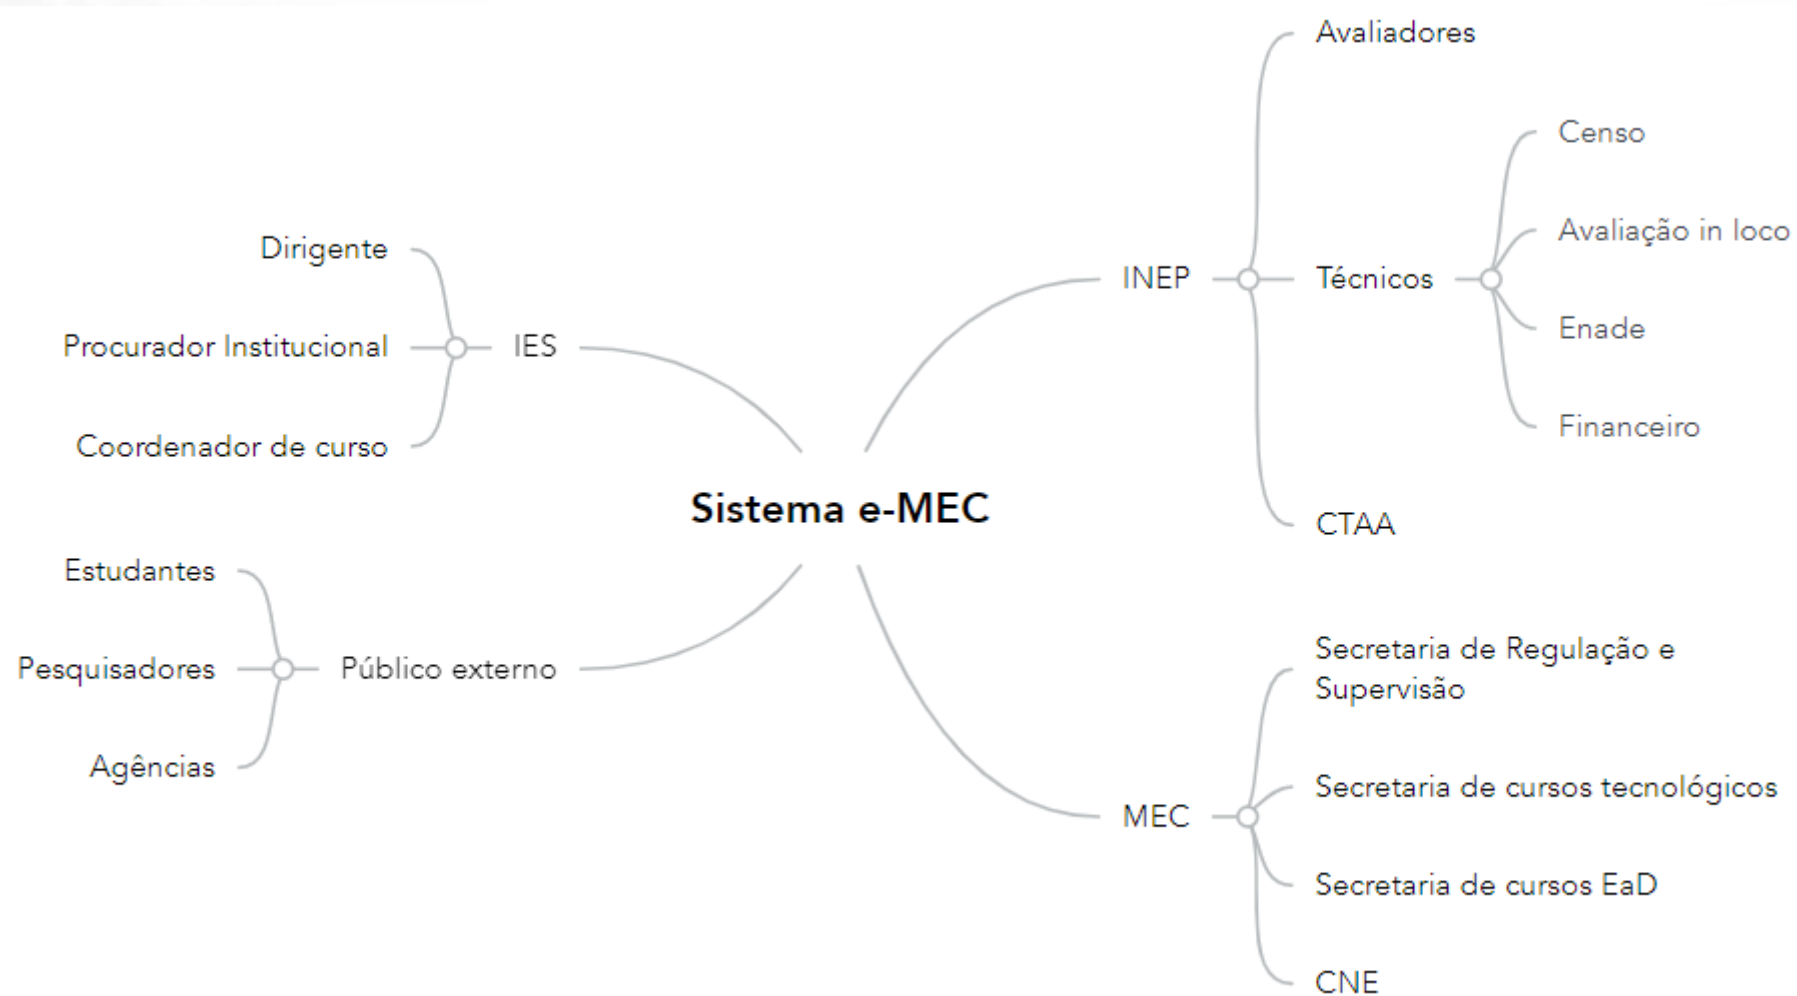 Sistema e-MEC
IES
Dirigente
Procurador Institucional
Coordenador de curso
Público externo
Estudantes
Pesquisadores
Agências
INEP
Avaliadores
Técnicos
Censo
Avaliação in loco
Enade
Financeiro
CTAA
MEC
Secretaria de Regulação e
Supervisão
Secretaria de cursos tecnológicos
Secretaria de cursos EaD
CNE